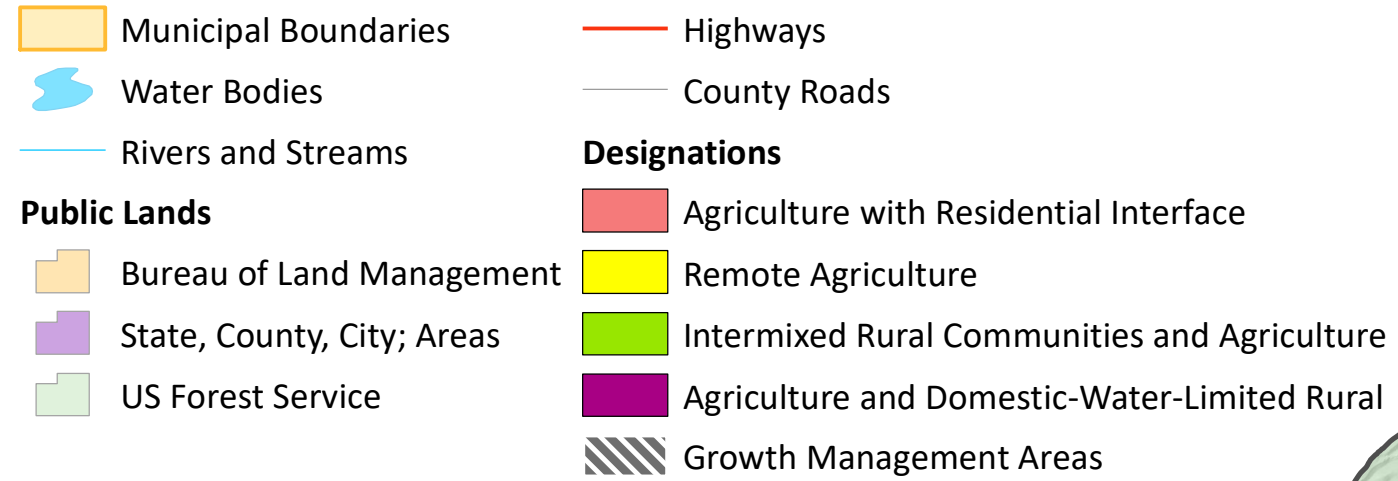 Municipal Boundaries
Water Bodies
Rivers and Streams
Public Lands
Bureau of Land Management
State, County, City; Areas
US Forest Service
Highways
County Roads
Designations
Agriculture with Residential Interface
Remote Agriculture
Intermixed Rural Communities and Agriculture
Agriculture and Domestic-Water-Limited Rural
Growth Management Areas